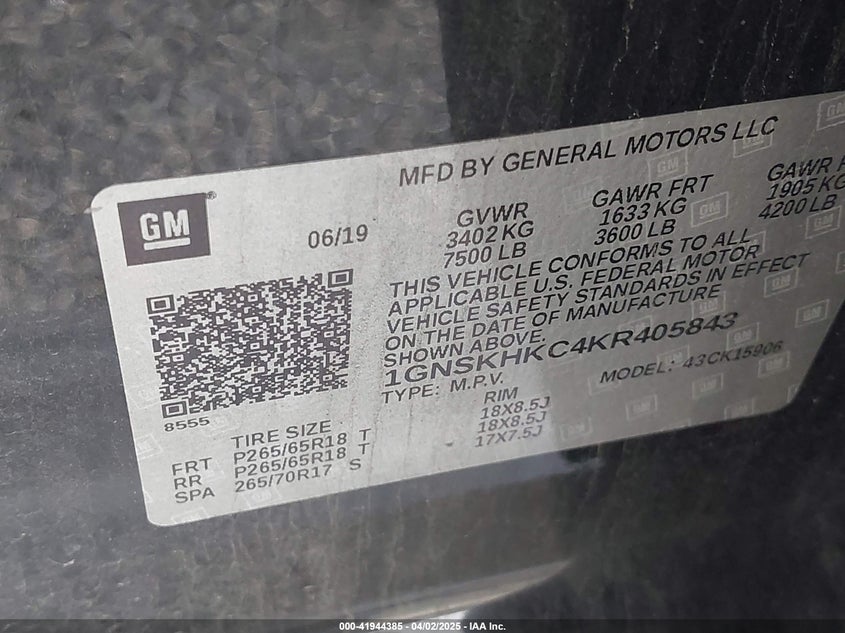 MFD BY GENERAL MOTORS LLC
GM
06/19
GVWR
3402 KG
7500 LB
GAWR FRT
1633 KG
3600 LB
GAWR
1905 KG
4200 LB
THIS VEHICLE CONFORMS TO ALL
APPLICABLE U.S. FEDERAL MOTOR
VEHICLE SAFETY STANDARDS IN EFFECT
ON THE DATE OF MANUFACTURE
SHOWN ABOVE.
1GNSKHKC4KR405843
TYPE: M.P.V.
MODEL: 43CK15906
8555
TIRE SIZE
RIM
FRT P265/65R18 T 18X8.5J
RR P265/65R18 T 18X8.5J
SPA 265/70R17 S 17X7.5J
000-41944385 - 04/02/2025 - IAA Inc.